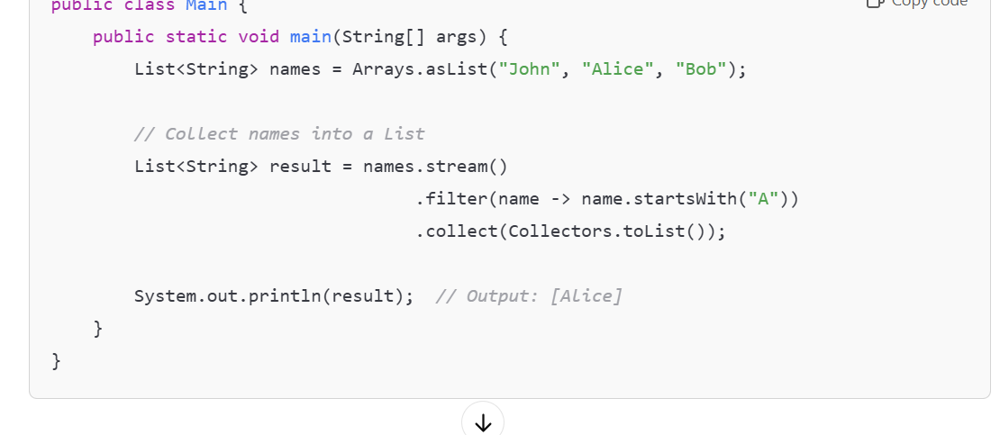 public class Main {
Copy code
public static void main(String[] args) {
List<String> names = Arrays.asList("John", "Alice", "Bob");
// Collect names into a List
List<String> result = names.stream()
.filter(name -> name.startsWith("A"))
.collect(Collectors.toList());
System.out.println(result);  // Output: [Alice]
}
}